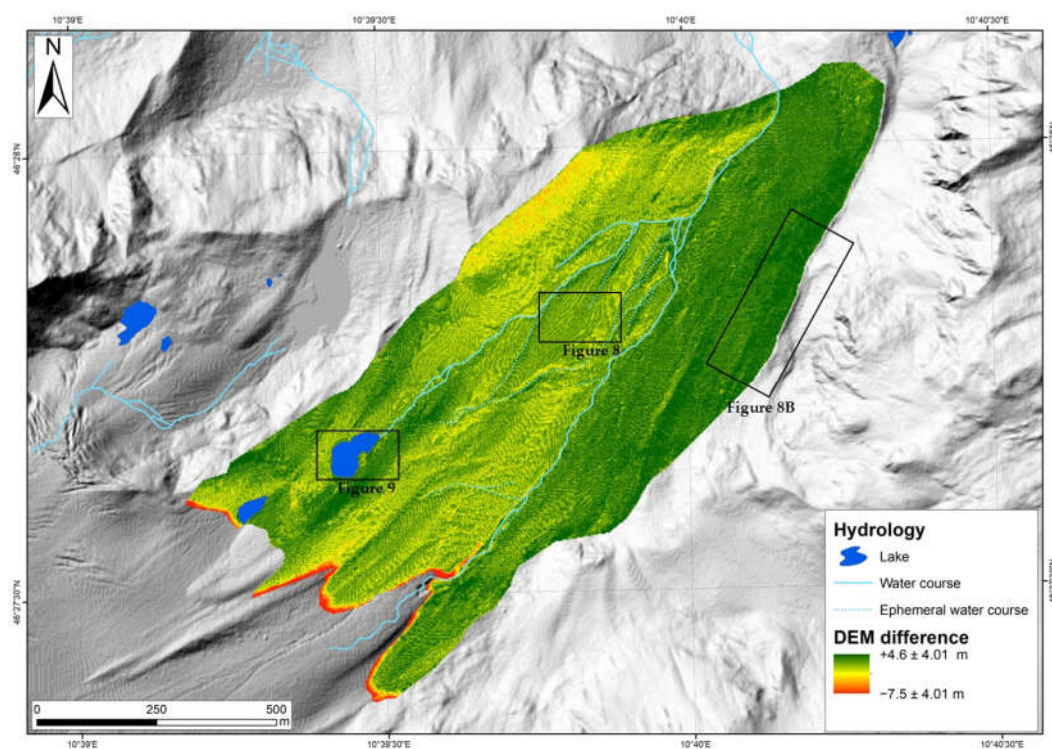 10°39'E
10°39'30"E
10°40'E
10°40'30"E
N
46°28'N
Figure 8
Figure 8B
Figure 9
46°27'30"N
Hydrology
Lake
Water course
Ephemeral water course
DEM difference
+4.6 ± 4.01 m
−7.5 ± 4.01 m
0 250 500
m
10°39'E
10°39'30"E
10°40'E
10°40'30"E